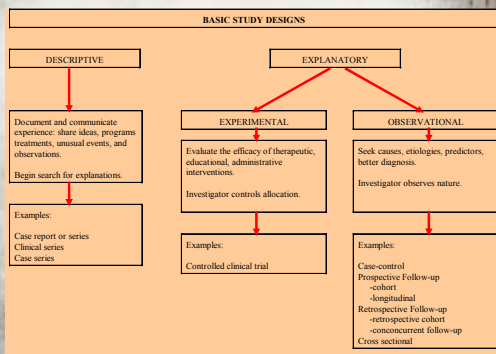 BASIC STUDY DESIGNS
DESCRIPTIVE
EXPLANATORY
Document and communicate
experience: share ideas, programs
treatments, unusual events, and
observations.
Begin search for explanations.
Examples:
Case report or series
Clinical series
Case series
EXPERIMENTAL
Evaluate the efficacy of therapeutic,
educational, administrative
interventions.
Investigator controls allocation.
Examples:
Controlled clinical trial
OBSERVATIONAL
Seek causes, etiologies, predictors,
better diagnosis.
Investigator observes nature.
Examples:
Case-control
Prospective Follow-up
-cohort
-longitudinal
Retrospective Follow-up
-retrospective cohort
-conconcurrent follow-up
Cross sectional